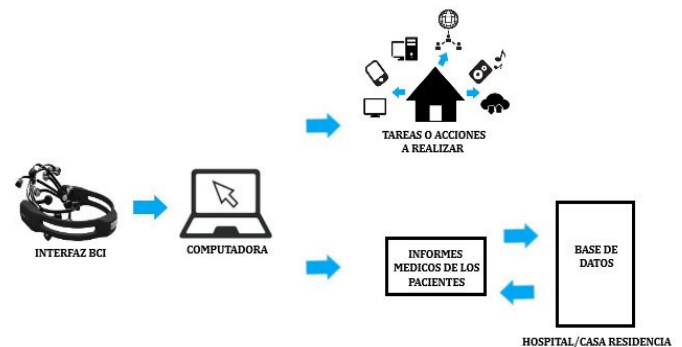 TAREAS O ACCIONES
A REALIZAR
INTERFAZ BCI
COMPUTADORA
INFORMES
MEDICOS DE LOS
PACIENTES
BASE DE
DATOS
HOSPITAL/CASA RESIDENCIA